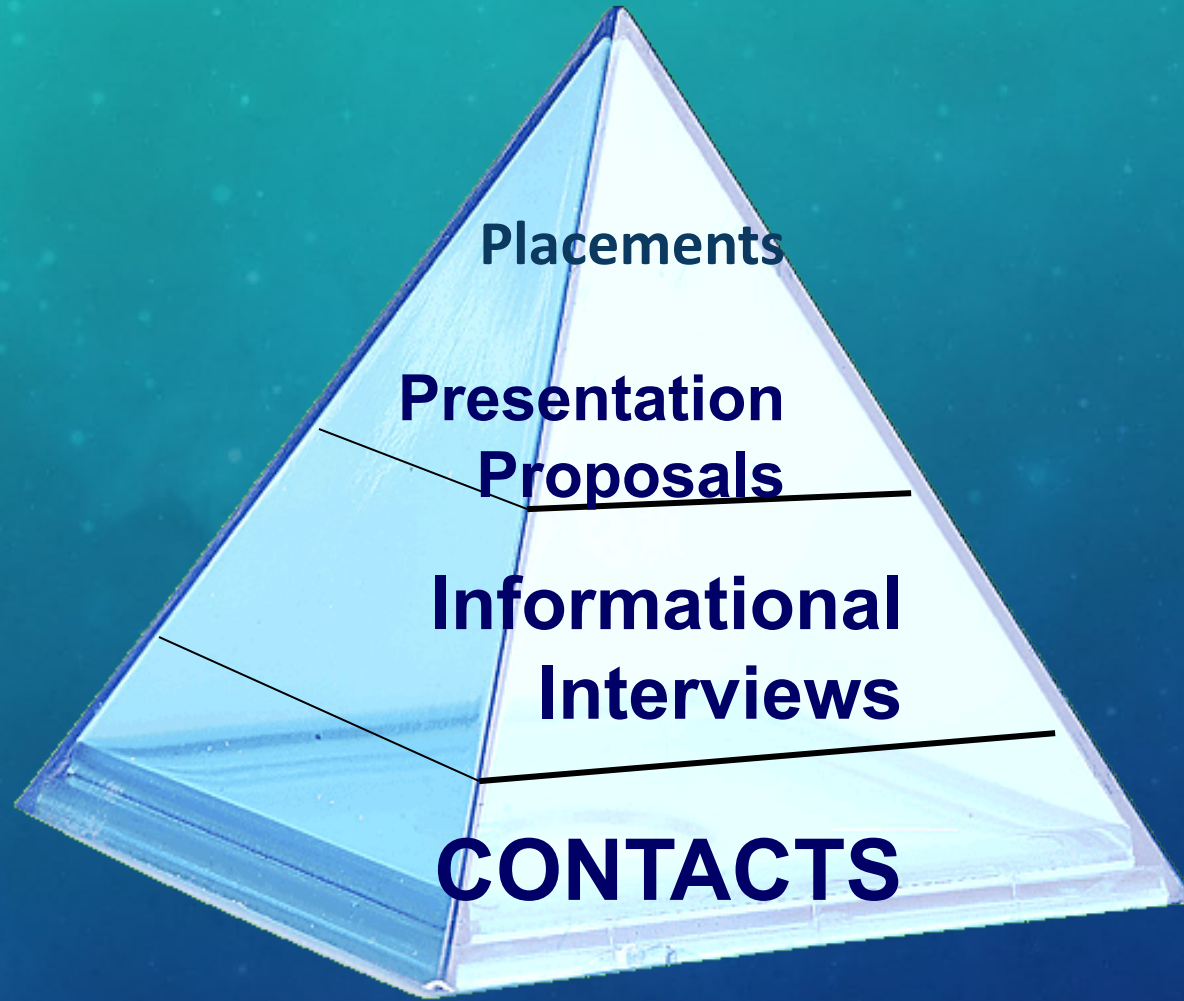 Placements
Presentation
Proposals
Informational
Interviews
CONTACTS